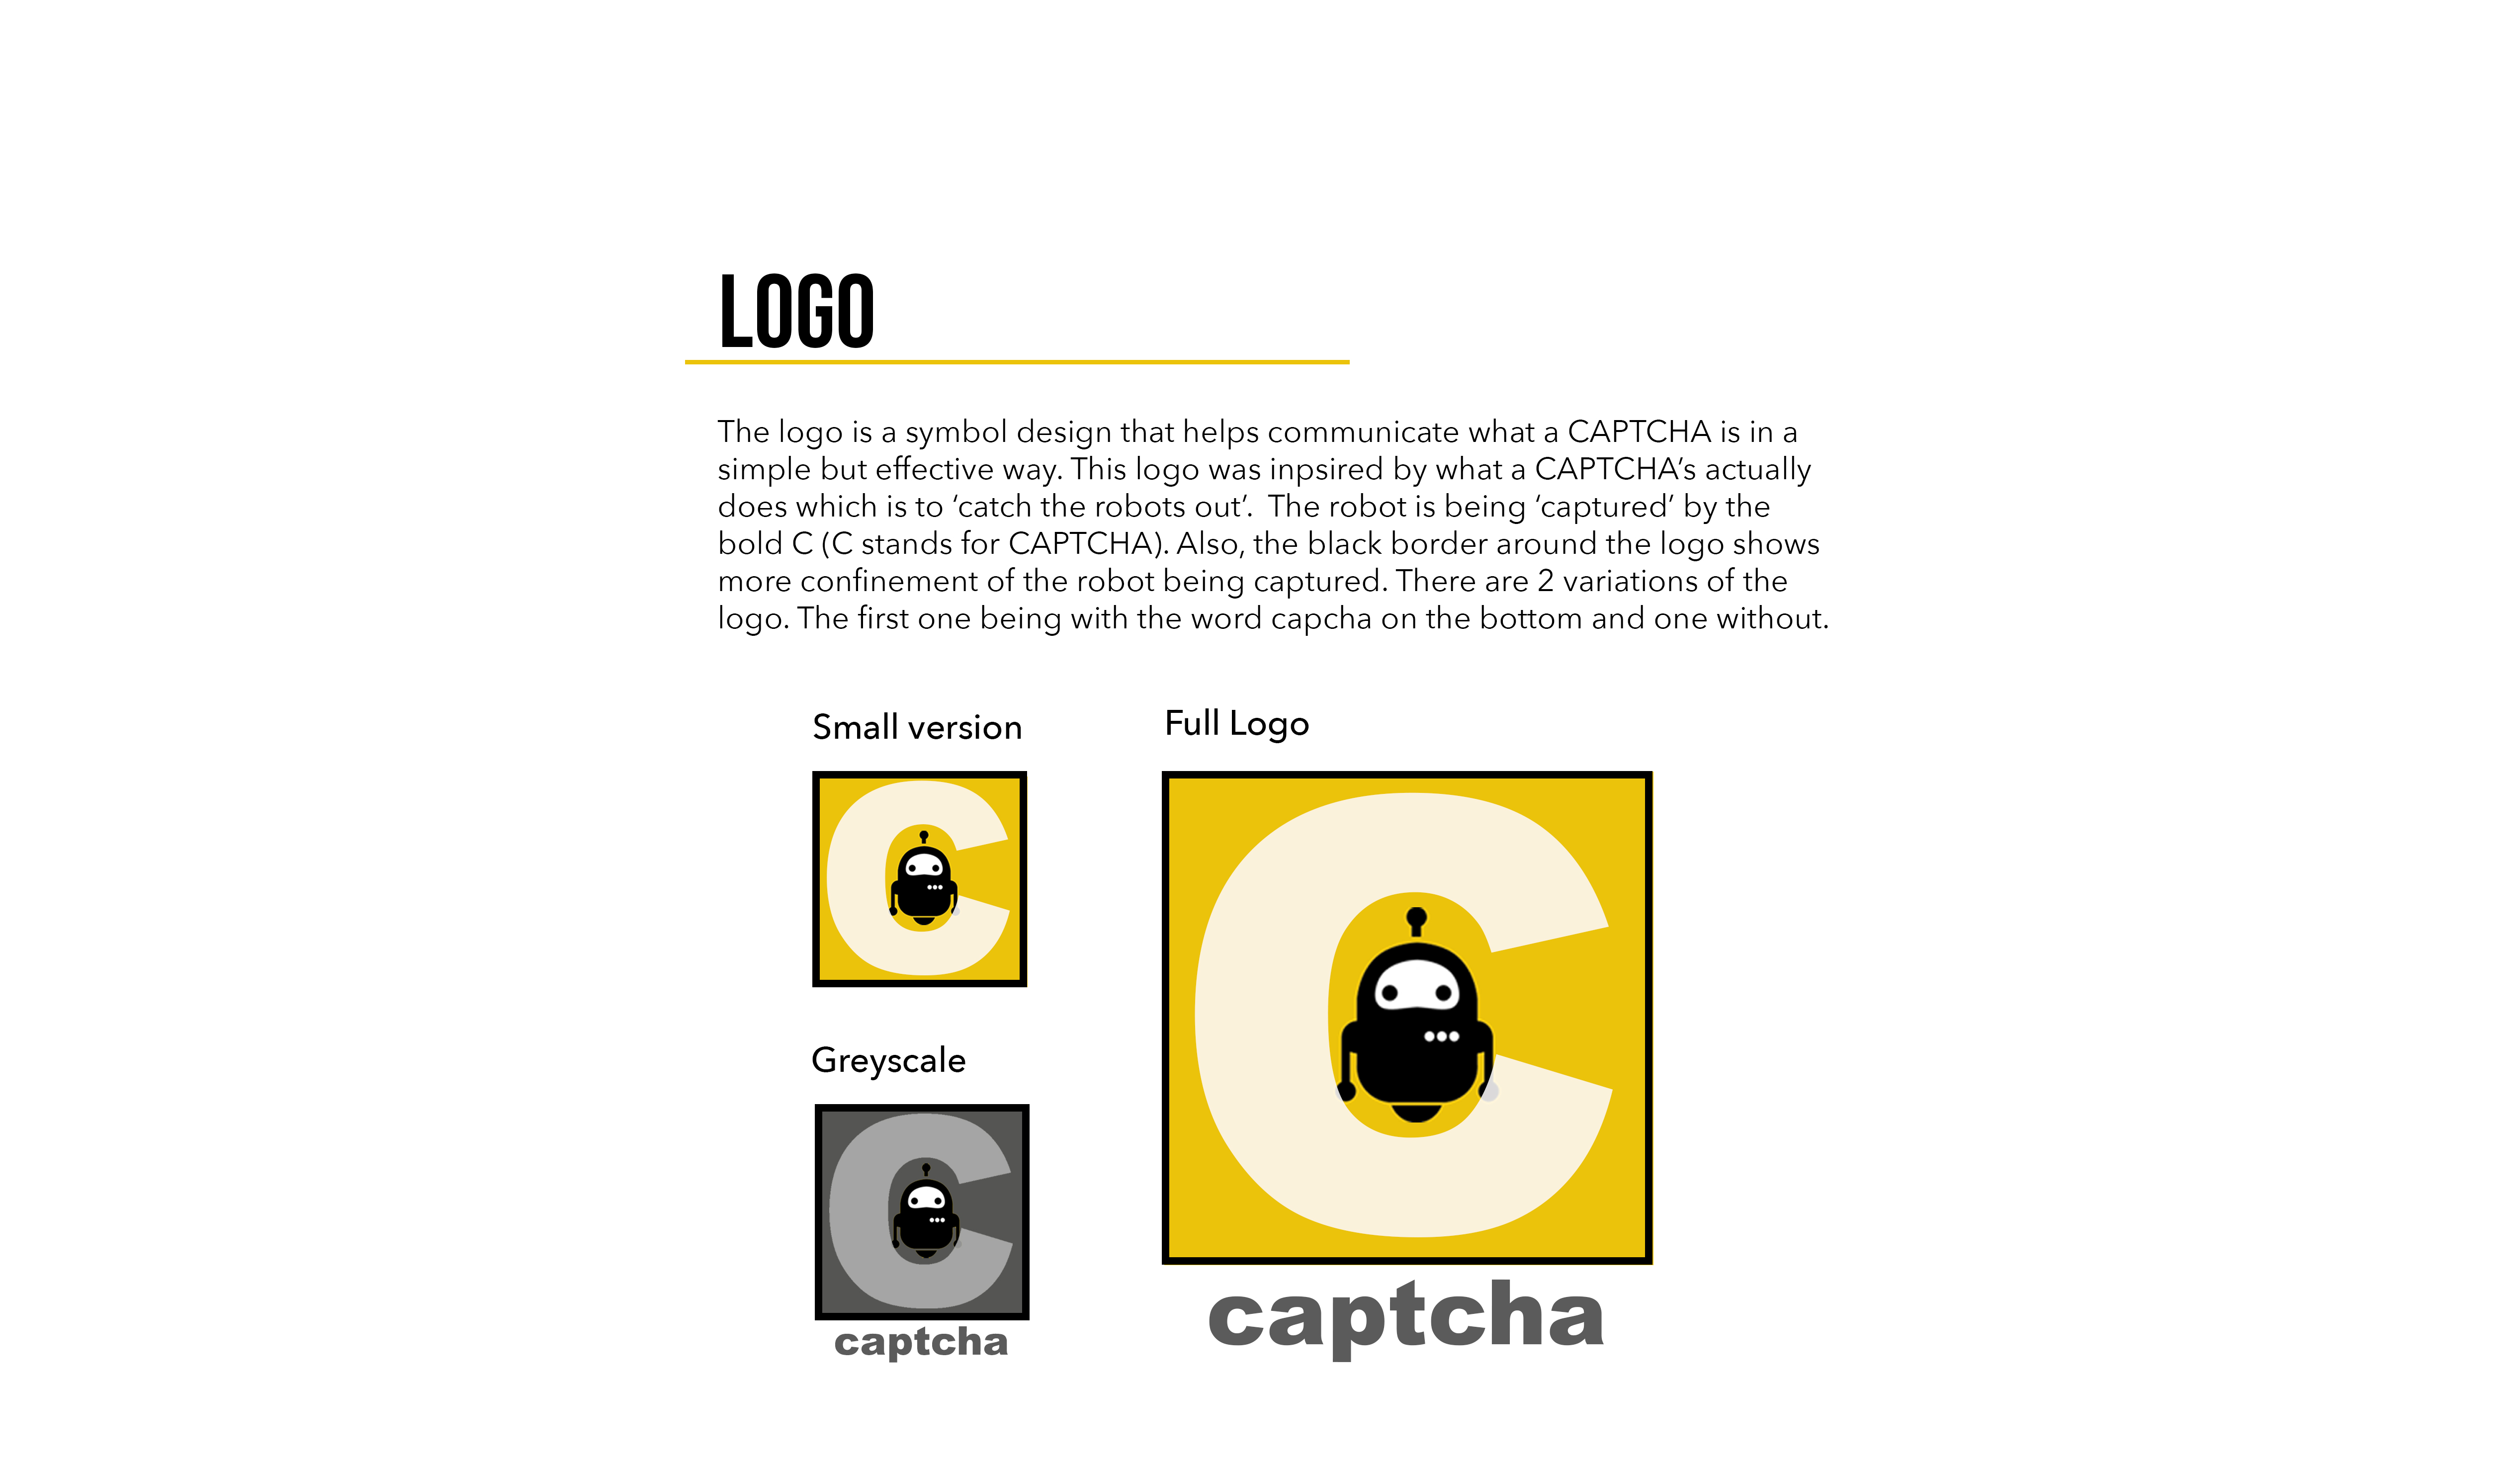 LOGO
The logo is a symbol design that helps communicate what a CAPTCHA is in a
simple but effective way. This logo was inpsired by what a CAPTCHA’s actually
does which is to ‘catch the robots out’.  The robot is being ‘captured’ by the
bold C (C stands for CAPTCHA). Also, the black border around the logo shows
more confinement of the robot being captured. There are 2 variations of the
logo. The first one being with the word capcha on the bottom and one without.
Small version
C
Greyscale
C
captcha
Full Logo
C
captcha